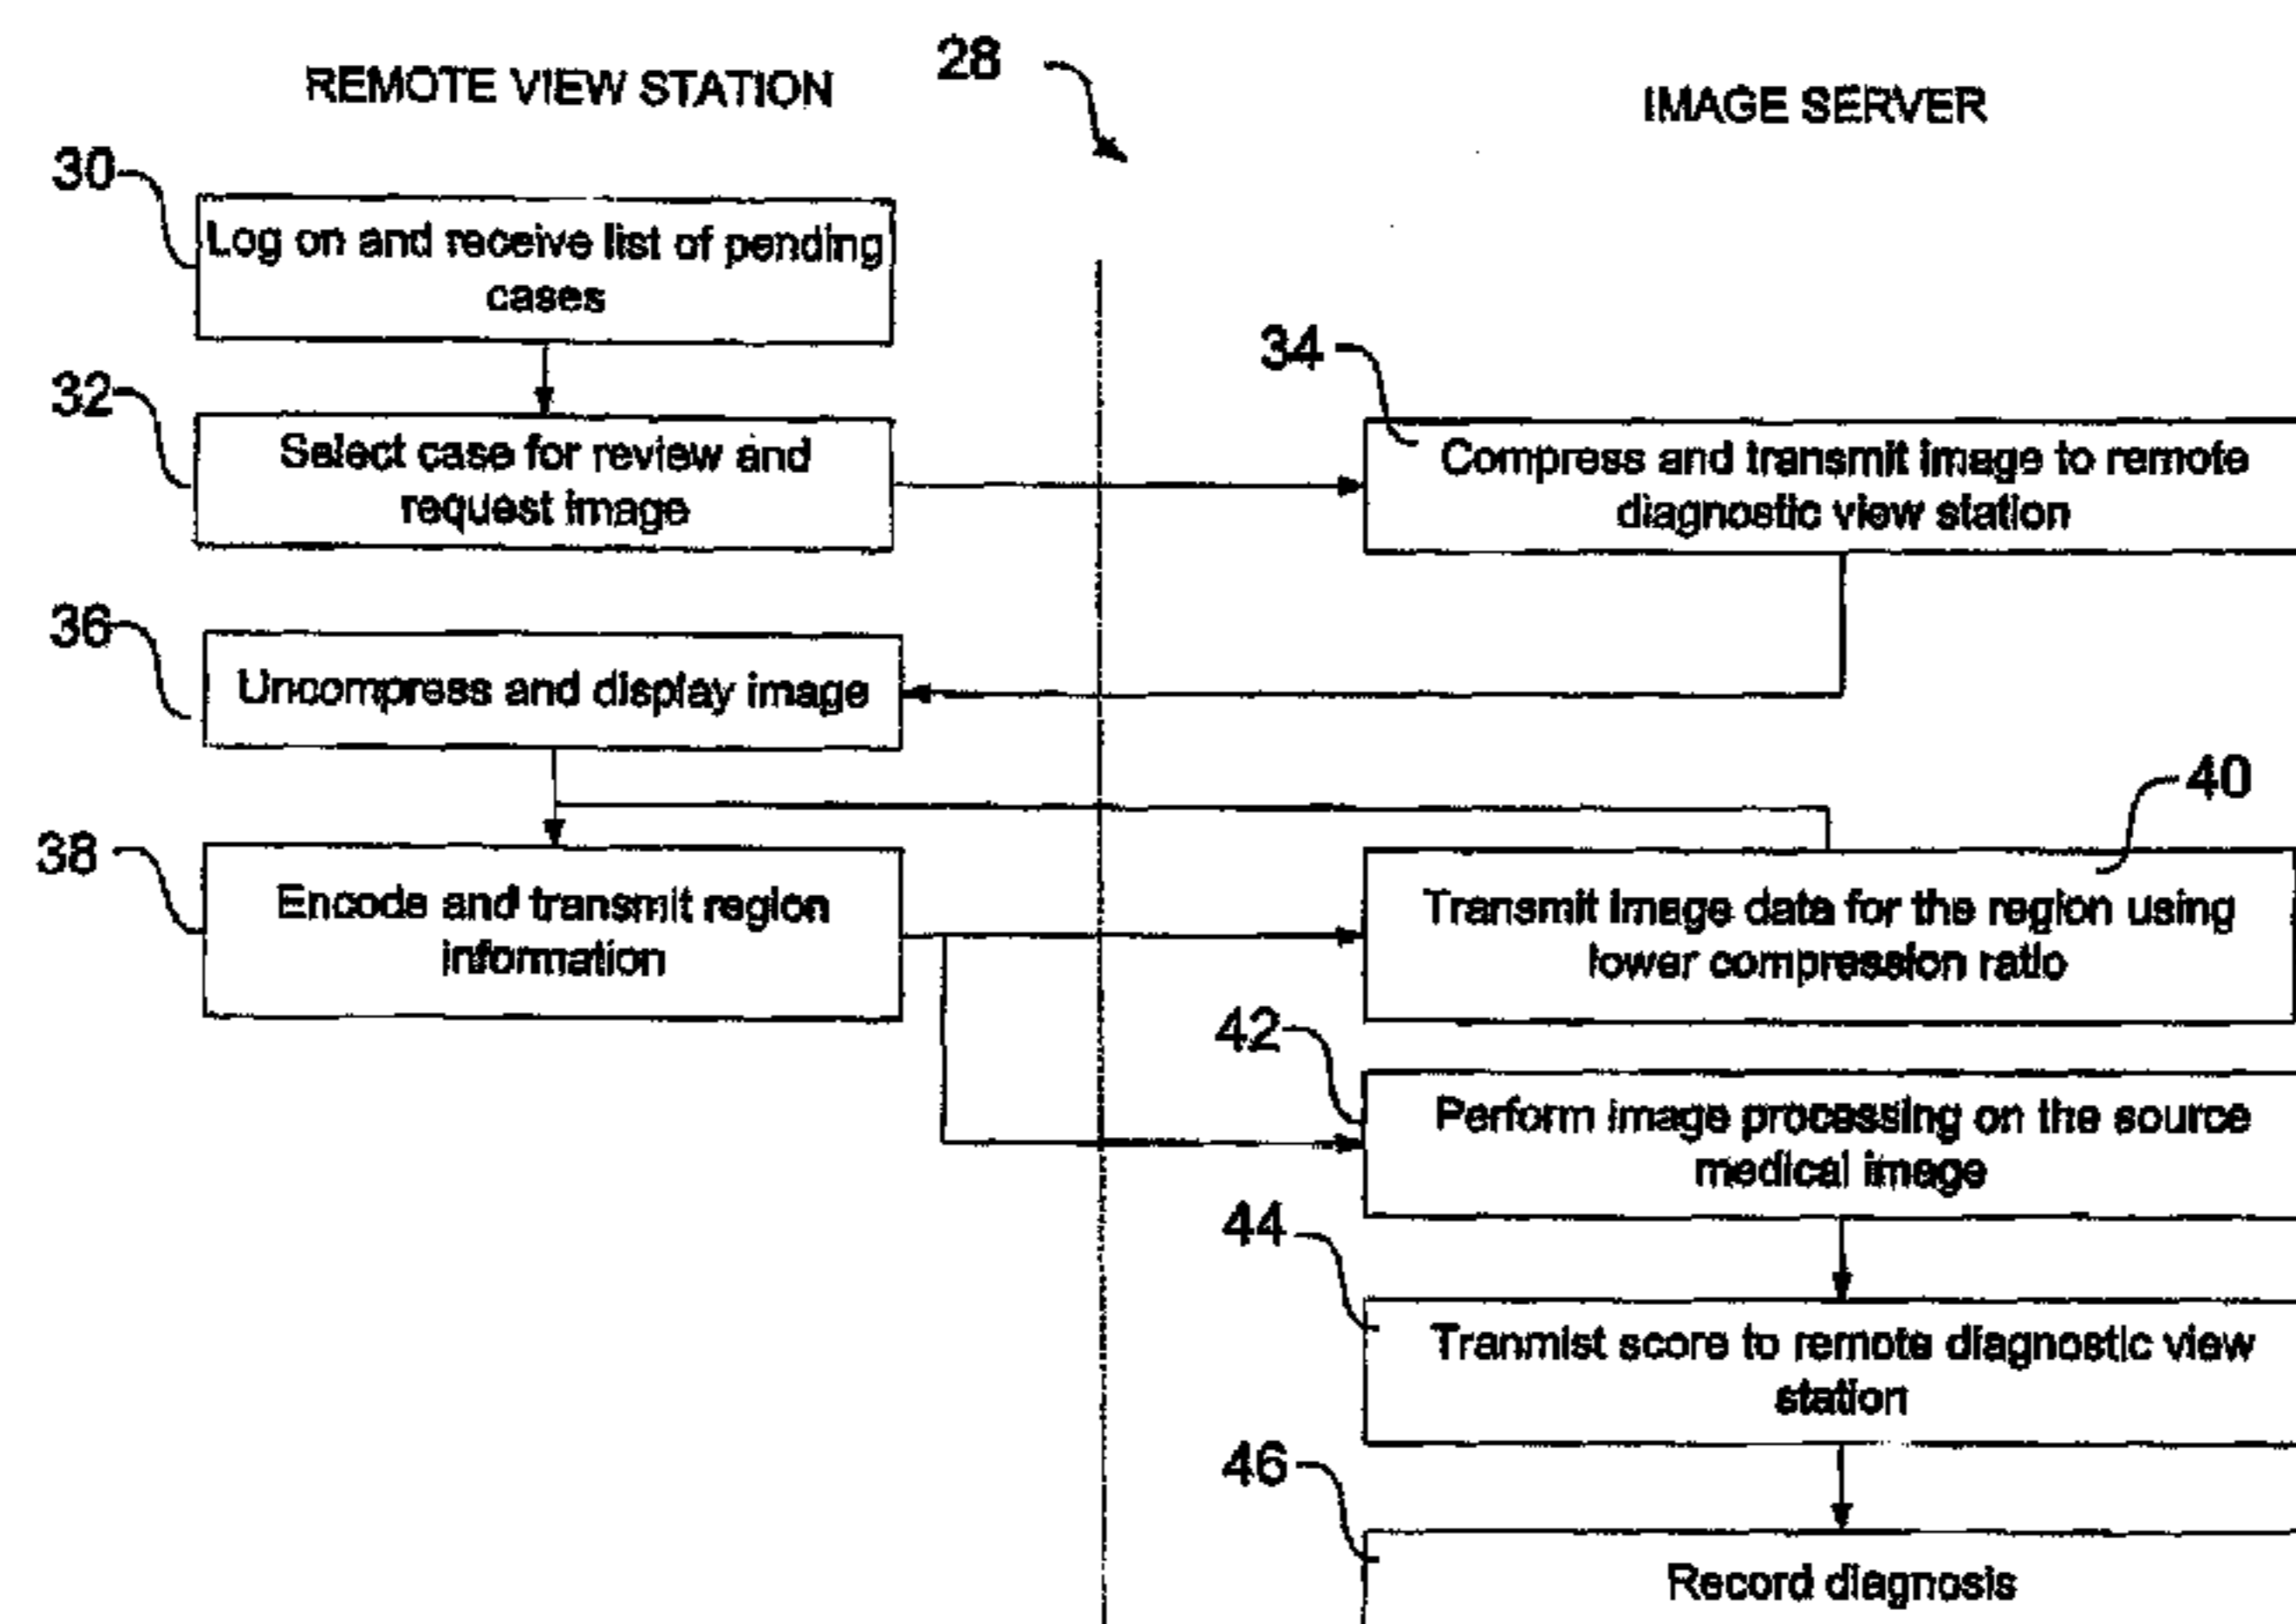 28
REMOTE VIEW STATION
IMAGE SERVER
30
Log on and receive list of pending
cases
32
Select case for review and
request image
34
Compress and transmit image to remote
diagnostic view station
36
Uncompress and display image
38
Encode and transmit region
information
40
Transmit image data for the region using
lower compression ratio
42
Perform image processing on the source
medical image
44
Tranmist score to remote diagnostic view
station
46
Record diagnosis